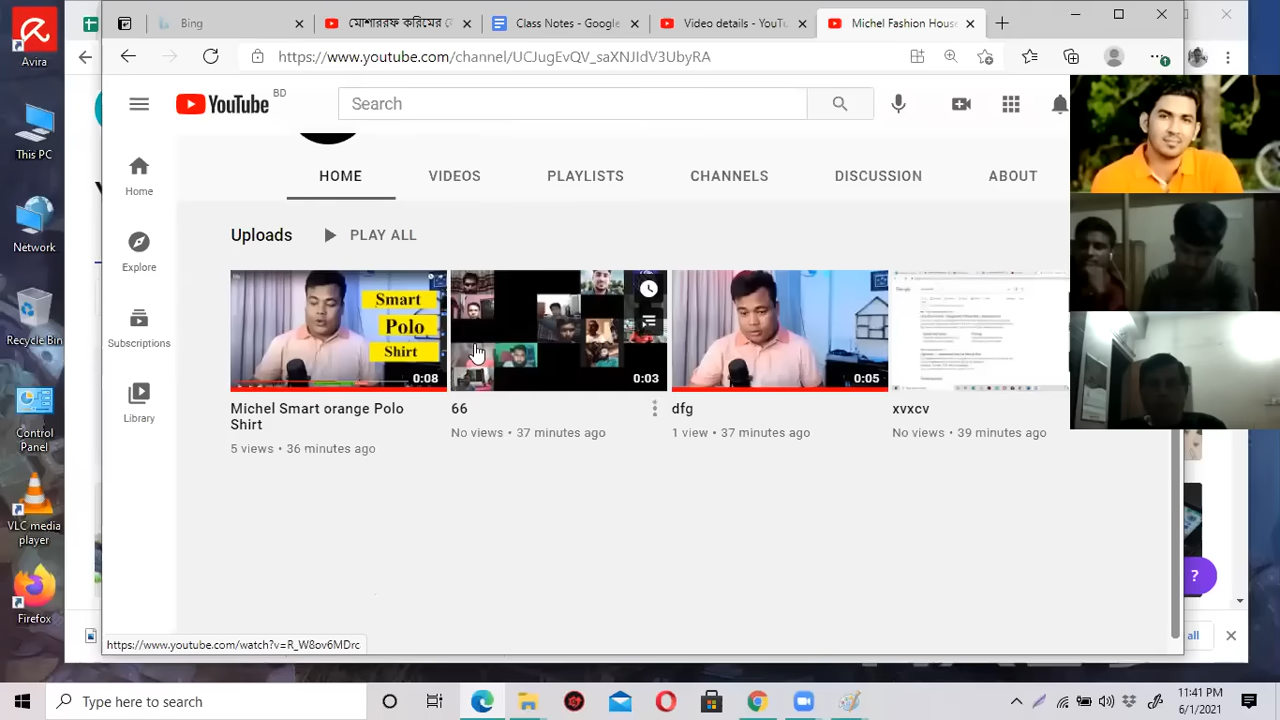 Bing
মোশাররফ করিমের
Class Notes - Google
Video details - YouTu
Michel Fashion House
https://www.youtube.com/channel/UCJugEvQV_saXNJIdV3UbyRA
YouTube BD
Search
HOME VIDEOS PLAYLISTS CHANNELS DISCUSSION ABOUT
Home
Explore
Subscriptions
Library
Uploads PLAY ALL
Smart
Polo
Shirt
0:08
0:05
Michel Smart orange Polo
Shirt
5 views • 36 minutes ago
66
No views • 37 minutes ago
dfg
1 view • 37 minutes ago
xvxcv
No views • 39 minutes ago
https://www.youtube.com/watch?v=R_W8ov6MDrc
Avira
This PC
Network
Recycle Bin
Control
Panel
VLC media
player
Firefox
?
all
Type here to search
11:41 PM
6/1/2021